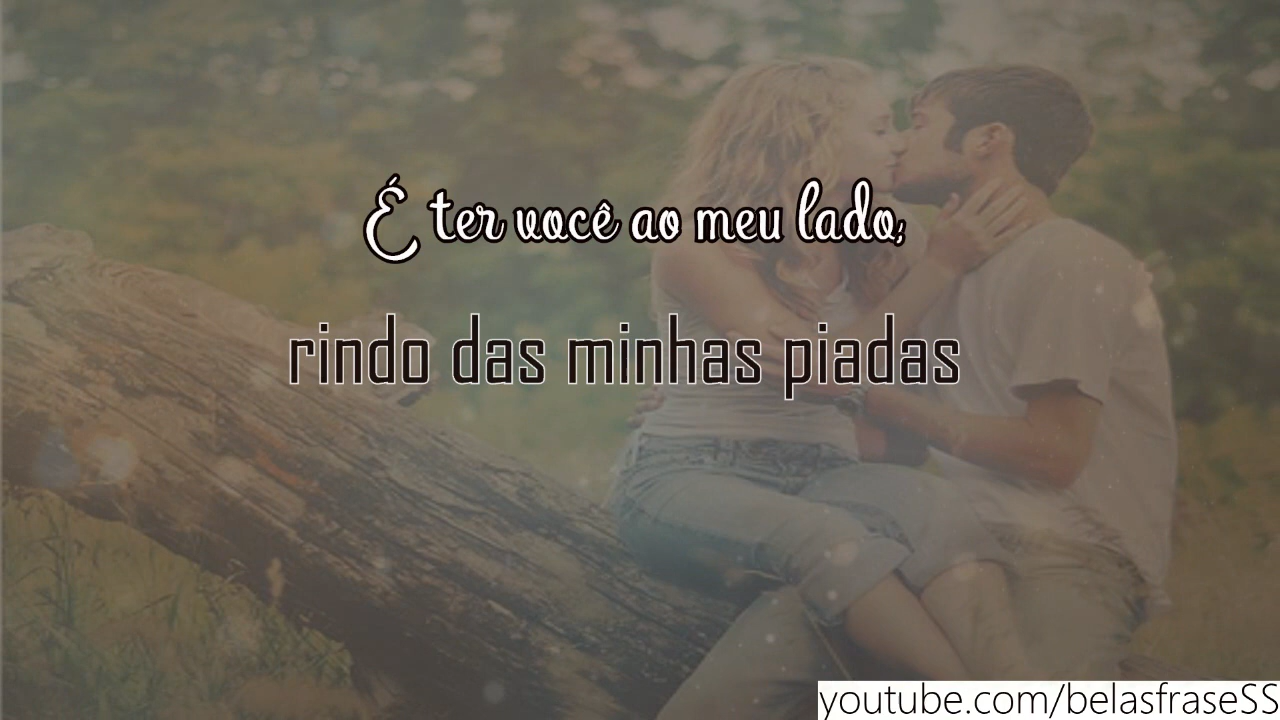 É ter você ao meu lado;
rindo das minhas piadas
youtube.com/belasfraseSS